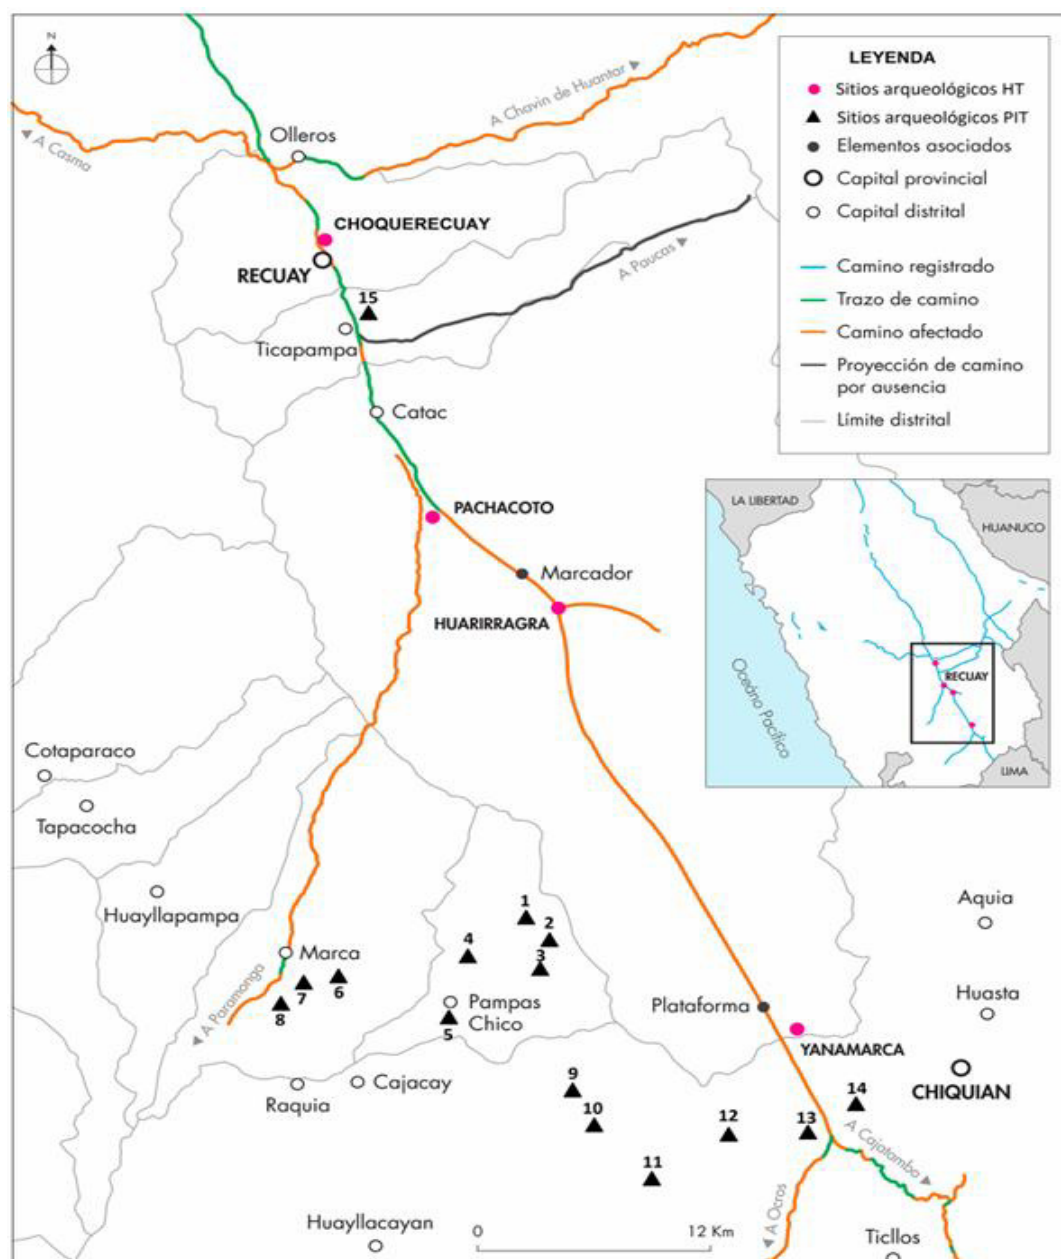 N
LEYENDA
Sitios arqueológicos HT
Sitios arqueológicos PIT
Elementos asociados
Capital provincial
Capital distrital
Camino registrado
Trazo de camino
Camino afectado
Proyección de camino
por ausencia
Límite distrital
A Chavin de Huantar
A Casma
Olleros
CHOQUERECUAY
RECUAY
A Paucas
15
Ticapampa
Catac
PACHACOTO
Marcador
HUARIRRAGRA
LA LIBERTAD
HUANUCO
RECUAY
Oceáno Pacífico
LIMA
Cotaparaco
Tapacocha
Huayllapampa
Aquia
1
2
3
4
Marca
6
7
8
A Paramonga
Pampas
Chico
5
Plataforma
Huasta
YANAMARCA
CHIQUIAN
Raquia
Cajacay
9
10
11
12
13
14
A Cajatambo
A Ocros
Huayllacayan
0
12 Km
Ticllos